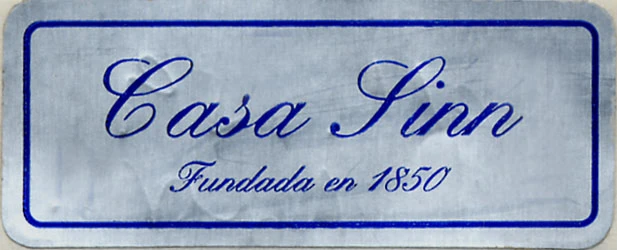 Casa Sinn
Fundada en 1850